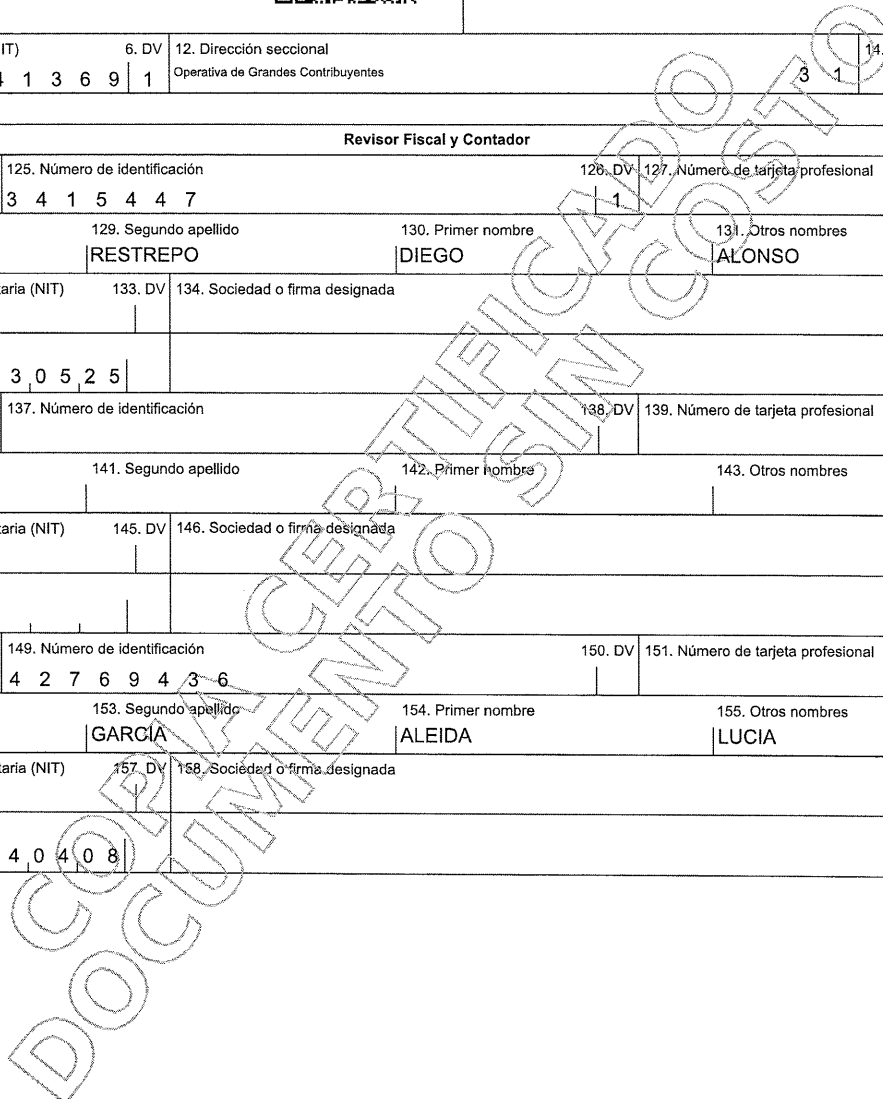 IT) 6. DV 12. Dirección seccional 14.
1 3 6 9 1 Operativa de Grandes Contribuyentes 3 1
Revisor Fiscal y Contador
125. Número de identificación 126. DV 127. Número de tarjeta profesional
3 4 1 5 4 4 7 1
129. Segundo apellido 130. Primer nombre 131. Otros nombres
RESTREPO DIEGO ALONSO
taria (NIT) 133. DV 134. Sociedad o firma designada
3 0 5 2 5
137. Número de identificación 138. DV 139. Número de tarjeta profesional
141. Segundo apellido 142. Primer nombre 143. Otros nombres
taria (NIT) 145. DV 146. Sociedad o firma designada
149. Número de identificación 150. DV 151. Número de tarjeta profesional
4 2 7 6 9 4 3 6
153. Segundo apellido 154. Primer nombre 155. Otros nombres
GARCIA ALEIDA LUCIA
taria (NIT) 157. DV 158. Sociedad o firma designada
4 0 4 0 8
COPIA CERTIFICADO
DOCUMENTO SIN COSTO